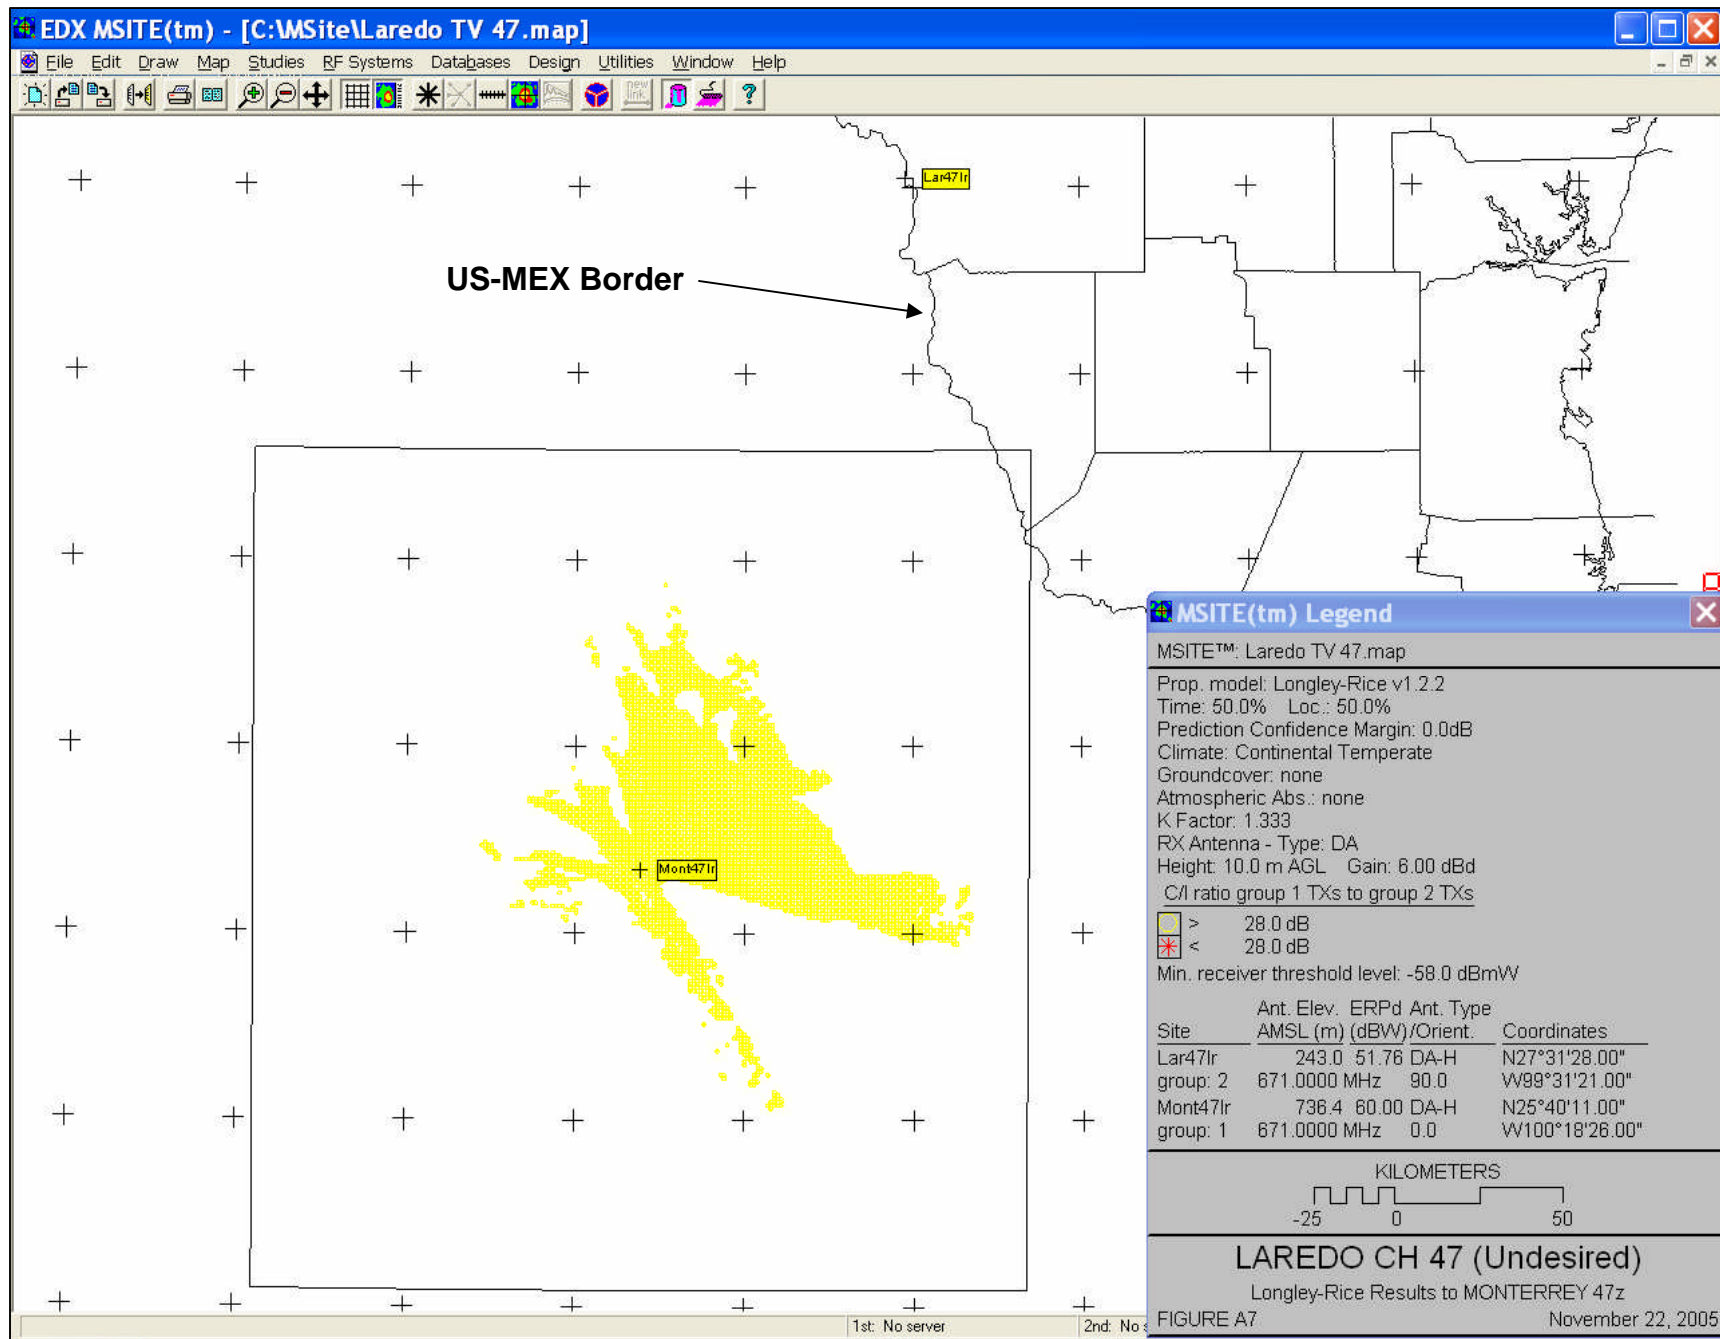 EDX MSITE(tm) - [C:\MSite\Laredo TV 47.map]
File Edit Draw Map Studies RF Systems Databases Design Utilities Window Help
new link
Lar47lr
US-MEX Border
Mont47lr
MSITE(tm) Legend
MSITE™: Laredo TV 47.map
Prop. model: Longley-Rice v1.2.2
Time: 50.0% Loc.: 50.0%
Prediction Confidence Margin: 0.0dB
Climate: Continental Temperate
Groundcover: none
Atmospheric Abs.: none
K Factor: 1.333
RX Antenna - Type: DA
Height: 10.0 m AGL Gain: 6.00 dBd
C/I ratio group 1 TXs to group 2 TXs
> 28.0 dB
< 28.0 dB
Min. receiver threshold level: -58.0 dBmW
Ant. Elev. ERPd Ant. Type
Site AMSL (m) (dBW) /Orient. Coordinates
Lar47lr 243.0 51.76 DA-H N27°31'28.00"
group: 2 671.0000 MHz 90.0 W99°31'21.00"
Mont47lr 736.4 60.00 DA-H N25°40'11.00"
group: 1 671.0000 MHz 0.0 W100°18'26.00"
KILOMETERS
-25 0 50
LAREDO CH 47 (Undesired)
Longley-Rice Results to MONTERREY 47z
FIGURE A7 November 22, 2005
1st: No server 2nd: No